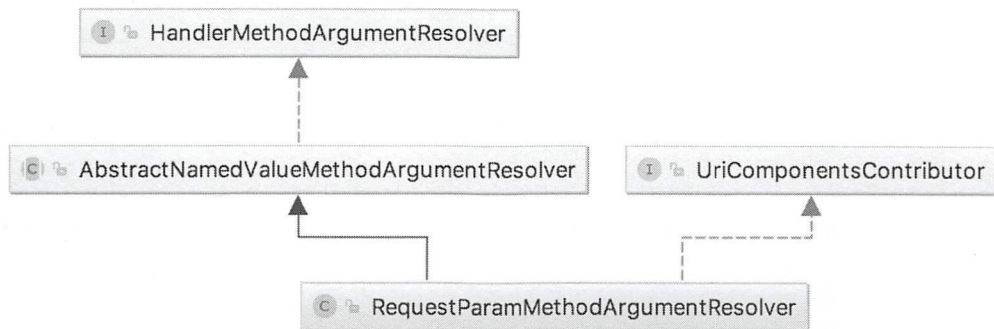 I HandlerMethodArgumentResolver
C AbstractNamedValueMethodArgumentResolver
I UriComponentsContributor
C RequestParamMethodArgumentResolver